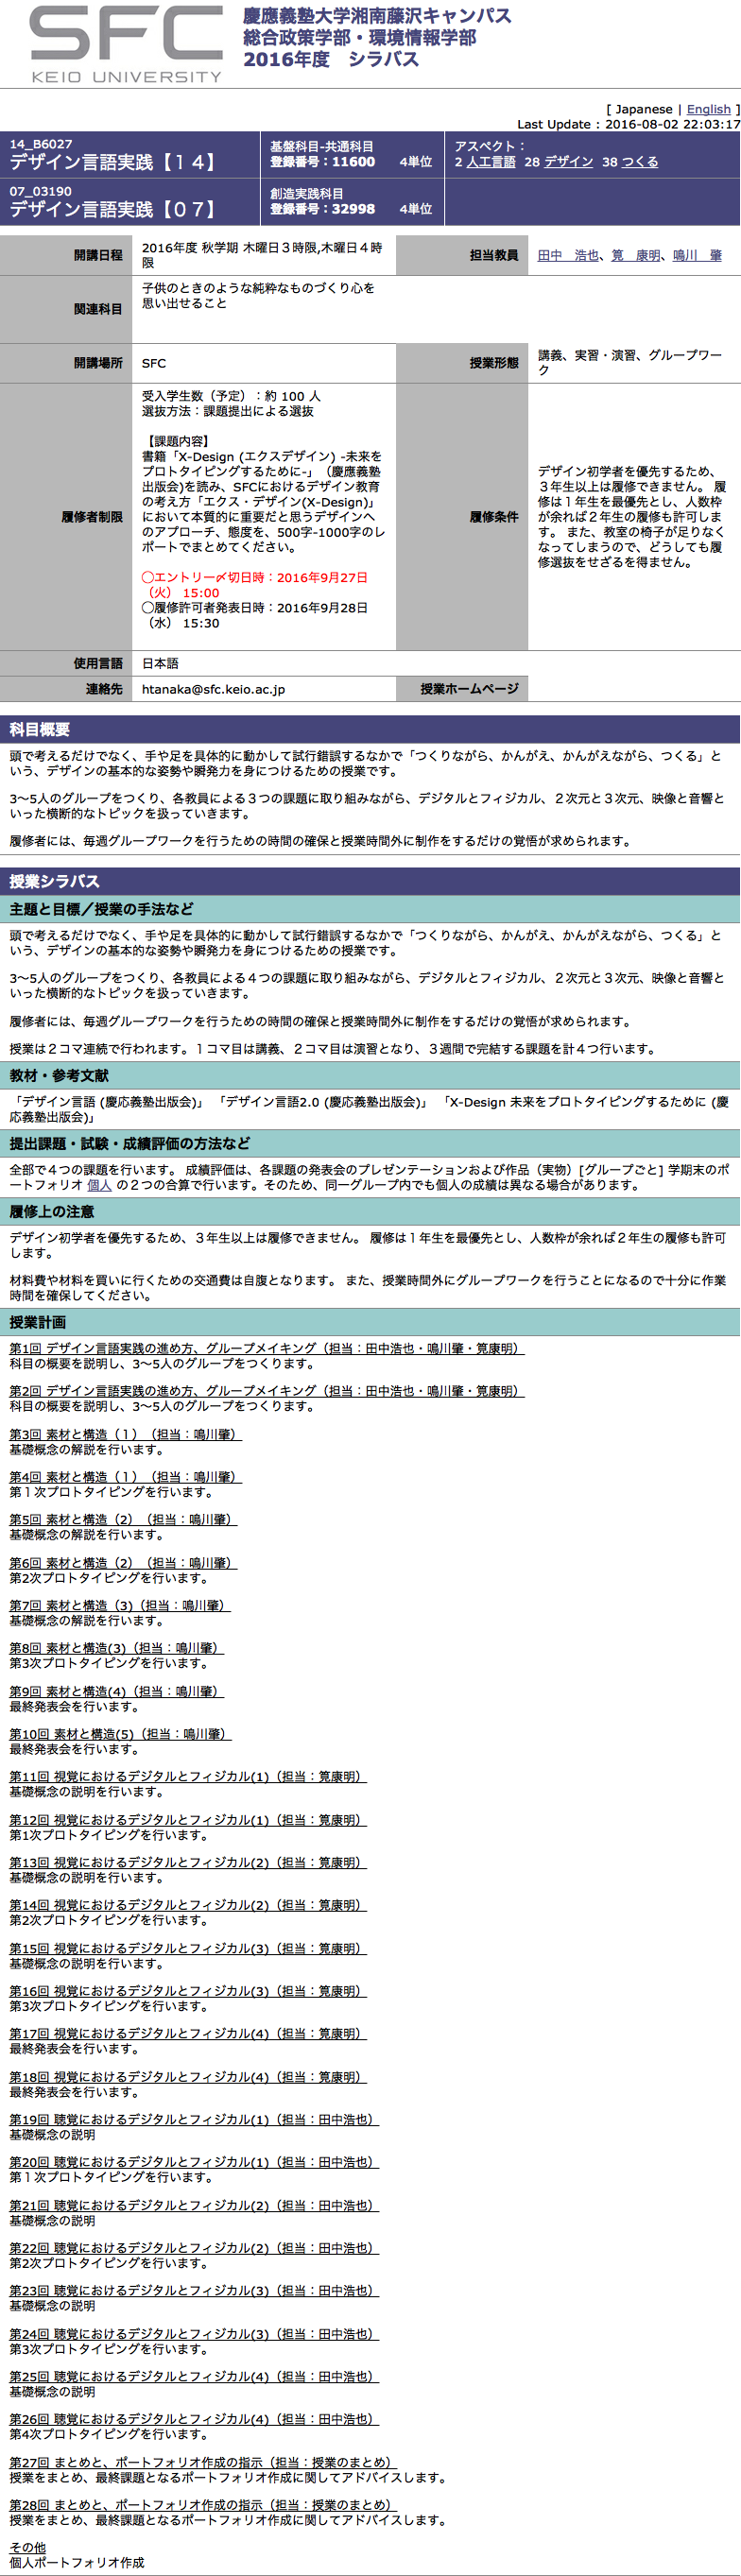 SFC
KEIO UNIVERSITY
慶應義塾大学湘南藤沢キャンパス
総合政策学部・環境情報学部
2016年度　シラバス
[ Japanese | English ]
Last Update : 2016-08-02 22:03:17
14_B6027
デザイン言語実践【１４】
基盤科目-共通科目
登録番号：11600　　4単位
アスペクト：
2 人工言語 28 デザイン 38 つくる
07_03190
デザイン言語実践【０７】
創造実践科目
登録番号：32998　　4単位
開講日程
2016年度 秋学期 木曜日３時限,木曜日４時
限
担当教員
田中　浩也、筧　康明、鳴川　肇
関連科目
子供のときのような純粋なものづくり心を
思い出せること
開講場所
SFC
授業形態
講義、実習・演習、グループワー
ク
履修者制限
受入学生数（予定）：約 100 人
選抜方法：課題提出による選抜
【課題内容】
書籍「X-Design (エクスデザイン) -未来を
プロトタイピングするために-」（慶應義塾
出版会)を読み、SFCにおけるデザイン教育
の考え方「エクス・デザイン(X-Design)」
において本質的に重要だと思うデザインへ
のアプローチ、態度を、500字-1000字のレ
ポートでまとめてください。
◯エントリー〆切日時：2016年9月27日
（火） 15:00
◯履修許可者発表日時：2016年9月28日
（水） 15:30
履修条件
デザイン初学者を優先するため、
３年生以上は履修できません。 履
修は１年生を最優先とし、人数枠
が余れば２年生の履修も許可しま
す。 また、教室の椅子が足りなく
なってしまうので、どうしても履
修選抜をせざるを得ません。
使用言語
日本語
連絡先
htanaka@sfc.keio.ac.jp
授業ホームページ
科目概要
頭で考えるだけでなく、手や足を具体的に動かして試行錯誤するなかで「つくりながら、かんがえ、かんがえながら、つくる」と
いう、デザインの基本的な姿勢や瞬発力を身につけるための授業です。
3〜5人のグループをつくり、各教員による３つの課題に取り組みながら、デジタルとフィジカル、２次元と３次元、映像と音響と
いった横断的なトピックを扱っていきます。
履修者には、毎週グループワークを行うための時間の確保と授業時間外に制作をするだけの覚悟が求められます。
授業シラバス
主題と目標／授業の手法など
頭で考えるだけでなく、手や足を具体的に動かして試行錯誤するなかで「つくりながら、かんがえ、かんがえながら、つくる」と
いう、デザインの基本的な姿勢や瞬発力を身につけるための授業です。
3〜5人のグループをつくり、各教員による４つの課題に取り組みながら、デジタルとフィジカル、２次元と３次元、映像と音響と
いった横断的なトピックを扱っていきます。
履修者には、毎週グループワークを行うための時間の確保と授業時間外に制作をするだけの覚悟が求められます。
授業は２コマ連続で行われます。１コマ目は講義、２コマ目は演習となり、３週間で完結する課題を計４つ行います。
教材・参考文献
「デザイン言語 (慶応義塾出版会)」 「デザイン言語2.0 (慶応義塾出版会)」 「X-Design 未来をプロトタイピングするために (慶
応義塾出版会)」
提出課題・試験・成績評価の方法など
全部で４つの課題を行います。 成績評価は、各課題の発表会のプレゼンテーションおよび作品（実物）[グループごと] 学期末のポ
ートフォリオ 個人 の２つの合算で行います。そのため、同一グループ内でも個人の成績は異なる場合があります。
履修上の注意
デザイン初学者を優先するため、３年生以上は履修できません。 履修は１年生を最優先とし、人数枠が余れば２年生の履修も許可
します。
材料費や材料を買いに行くための交通費は自腹となります。 また、授業時間外にグループワークを行うことになるので十分に作業
時間を確保してください。
授業計画
第1回 デザイン言語実践の進め方、グループメイキング（担当：田中浩也・鳴川肇・筧康明）
科目の概要を説明し、3〜5人のグループをつくります。
第2回 デザイン言語実践の進め方、グループメイキング（担当：田中浩也・鳴川肇・筧康明）
科目の概要を説明し、3〜5人のグループをつくります。
第3回 素材と構造（１）（担当：鳴川肇）
基礎概念の解説を行います。
第4回 素材と構造（１）（担当：鳴川肇）
第１次プロトタイピングを行います。
第5回 素材と構造（2）（担当：鳴川肇）
基礎概念の解説を行います。
第6回 素材と構造（2）（担当：鳴川肇）
第2次プロトタイピングを行います。
第7回 素材と構造（3)（担当：鳴川肇）
基礎概念の解説を行います。
第8回 素材と構造(3)（担当：鳴川肇）
第3次プロトタイピングを行います。
第9回 素材と構造(4)（担当：鳴川肇）
最終発表会を行います。
第10回 素材と構造(5)（担当：鳴川肇）
最終発表会を行います。
第11回 視覚におけるデジタルとフィジカル(1)（担当：筧康明）
基礎概念の説明を行います。
第12回 視覚におけるデジタルとフィジカル(1)（担当：筧康明）
第1次プロトタイピングを行います。
第13回 視覚におけるデジタルとフィジカル(2)（担当：筧康明）
基礎概念の説明を行います。
第14回 視覚におけるデジタルとフィジカル(2)（担当：筧康明）
第2次プロトタイピングを行います。
第15回 視覚におけるデジタルとフィジカル(3)（担当：筧康明）
基礎概念の説明を行います。
第16回 視覚におけるデジタルとフィジカル(3)（担当：筧康明）
第3次プロトタイピングを行います。
第17回 視覚におけるデジタルとフィジカル(4)（担当：筧康明）
最終発表会を行います。
第18回 視覚におけるデジタルとフィジカル(4)（担当：筧康明）
最終発表会を行います。
第19回 聴覚におけるデジタルとフィジカル(1)（担当：田中浩也）
基礎概念の説明
第20回 聴覚におけるデジタルとフィジカル(1)（担当：田中浩也）
第１次プロトタイピングを行います。
第21回 聴覚におけるデジタルとフィジカル(2)（担当：田中浩也）
基礎概念の説明
第22回 聴覚におけるデジタルとフィジカル(2)（担当：田中浩也）
第2次プロトタイピングを行います。
第23回 聴覚におけるデジタルとフィジカル(3)（担当：田中浩也）
基礎概念の説明
第24回 聴覚におけるデジタルとフィジカル(3)（担当：田中浩也）
第3次プロトタイピングを行います。
第25回 聴覚におけるデジタルとフィジカル(4)（担当：田中浩也）
基礎概念の説明
第26回 聴覚におけるデジタルとフィジカル(4)（担当：田中浩也）
第4次プロトタイピングを行います。
第27回 まとめと、ポートフォリオ作成の指示（担当：授業のまとめ）
授業をまとめ、最終課題となるポートフォリオ作成に関してアドバイスします。
第28回 まとめと、ポートフォリオ作成の指示（担当：授業のまとめ）
授業をまとめ、最終課題となるポートフォリオ作成に関してアドバイスします。
その他
個人ポートフォリオ作成